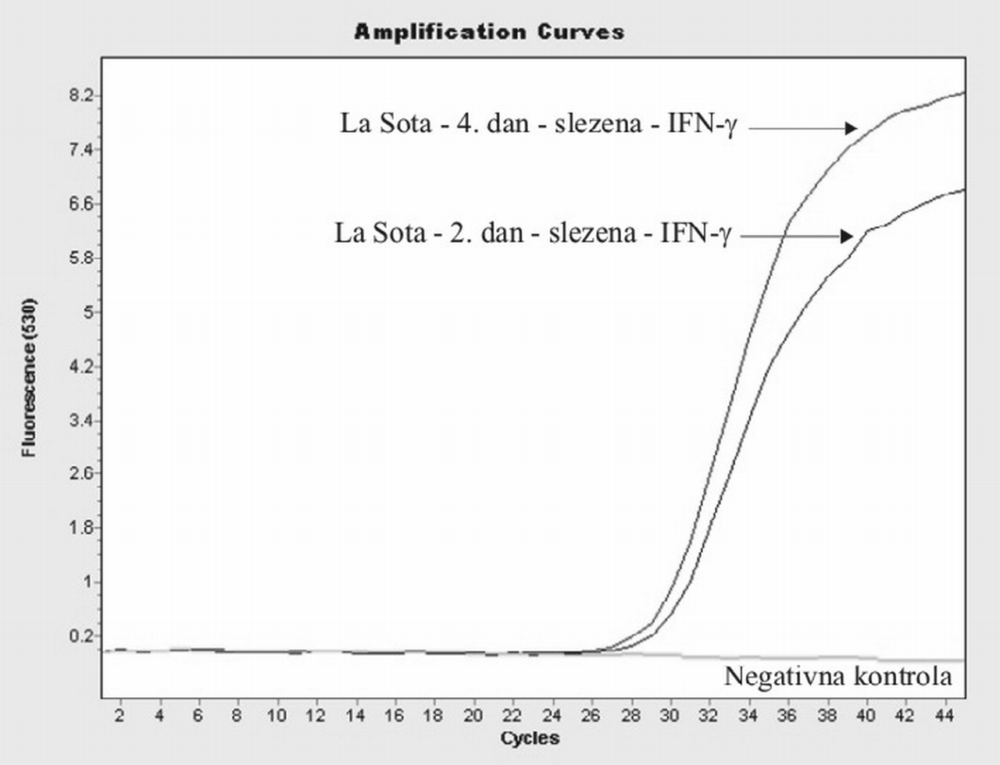 Amplification Curves
8.2
La Sota - 4. dan - slezena - IFN-γ
7.4
6.6
La Sota - 2. dan - slezena - IFN-γ
5.8
5
Fluorescence (530)
4.2
3.4
2.6
1.8
1
0.2
Negativna kontrola
2 4 6 8 10 12 14 16 18 20 22 24 26 28 30 32 34 36 38 40 42 44
Cycles